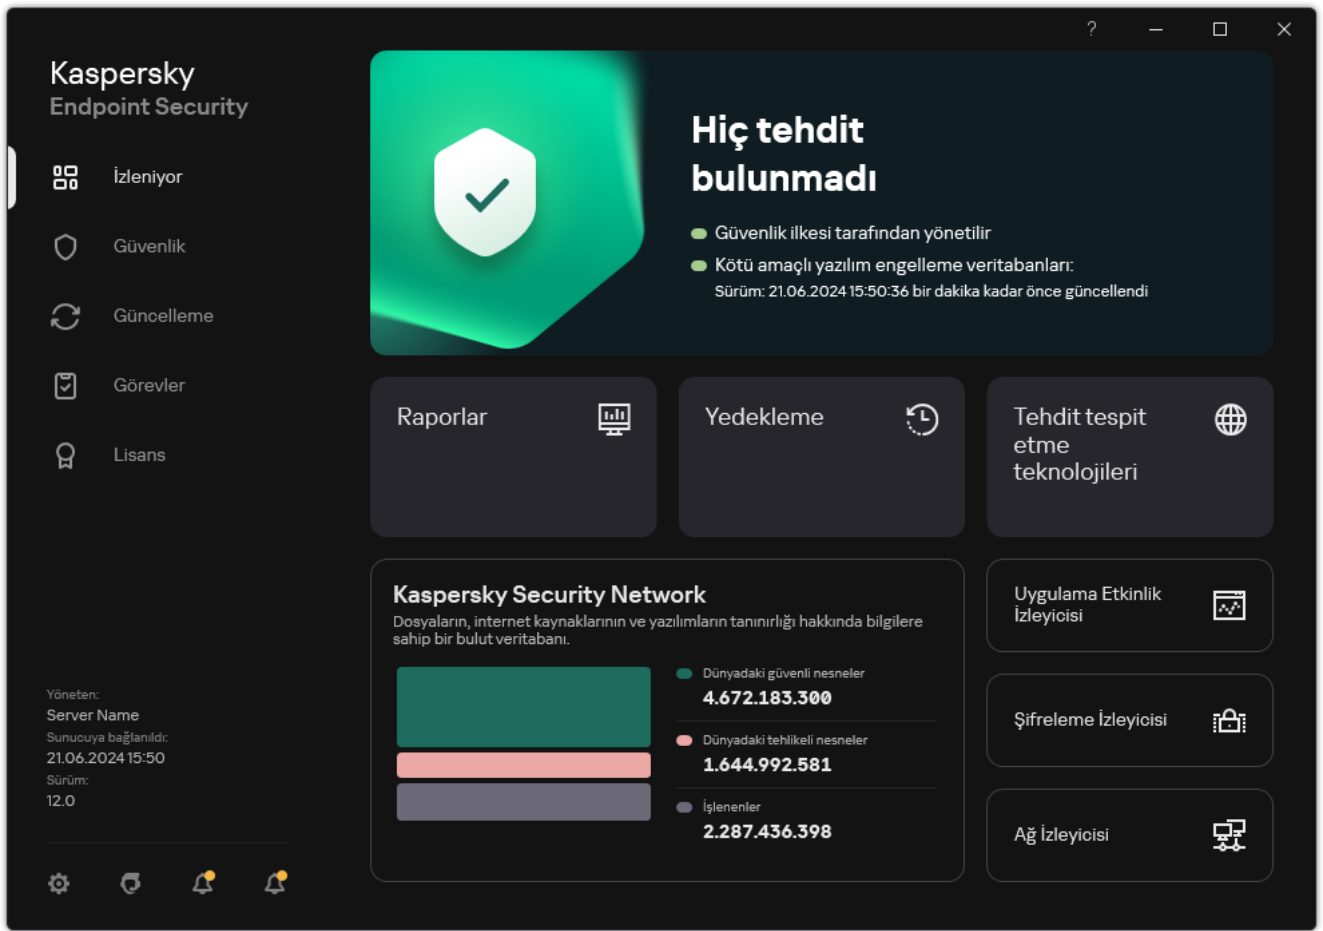 ?
Kaspersky
Endpoint Security
İzleniyor
Güvenlik
Güncelleme
Görevler
Lisans
Yöneten:
Server Name
Sunucuya bağlanıldı:
21.06.2024 15:50
Sürüm:
12.0
Hiç tehdit
bulunmadı
Güvenlik ilkesi tarafından yönetilir
Kötü amaçlı yazılım engelleme veritabanları:
Sürüm: 21.06.2024 15:50:36 bir dakika kadar önce güncellendi
Raporlar
Yedekleme
Tehdit tespit
etme
teknolojileri
Kaspersky Security Network
Dosyaların, internet kaynaklarının ve yazılımların tanınırlığı hakkında bilgilere
sahip bir bulut veritabanı.
Dünyadaki güvenli nesneler
4.672.183.300
Dünyadaki tehlikeli nesneler
1.644.992.581
İşlenenler
2.287.436.398
Uygulama Etkinlik
İzleyicisi
Şifreleme İzleyicisi
Ağ İzleyicisi